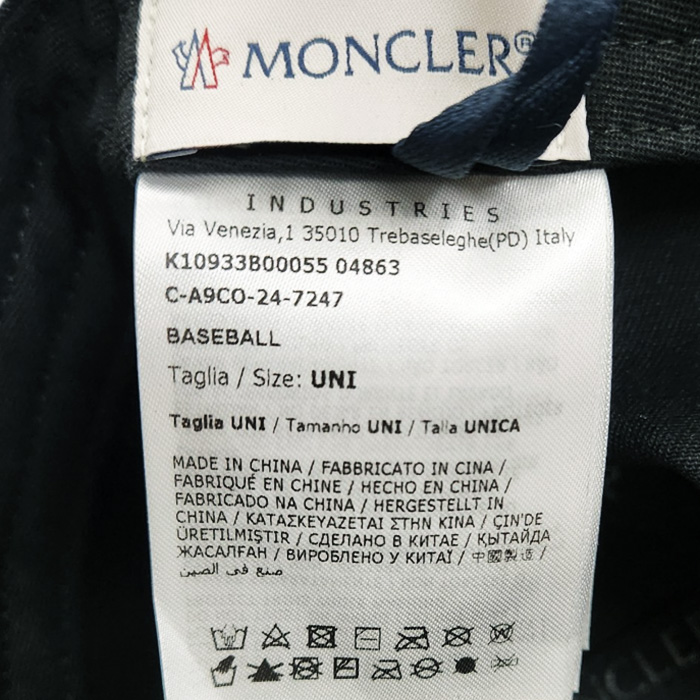 MONCLER®
INDUSTRIES
Via Venezia,1 35010 Trebaseleghe(PD) Italy
K10933B00055 04863
C-A9CO-24-7247
BASEBALL
Taglia / Size: UNI
Taglia UNI / Tamanho UNI / Talla UNICA
MADE IN CHINA / FABBRICATO IN CINA /
FABRIQUÉ EN CHINE / HECHO EN CHINA /
FABRICADO NA CHINA / HERGESTELLT IN
CHINA / ΚΑΤΑΣΚΕΥΑΖΕΤΑΙ ΣΤΗΝ ΚΙΝΑ / ÇIN'DE
ÜRETILMIŞTIR / СДЕЛАНО В КИТАЕ / ҚЫТАЙДА
ЖАСАЛҒАН / ВИРОБЛЕНО У КИТАЇ / 中國製造 /
صنع في الصين